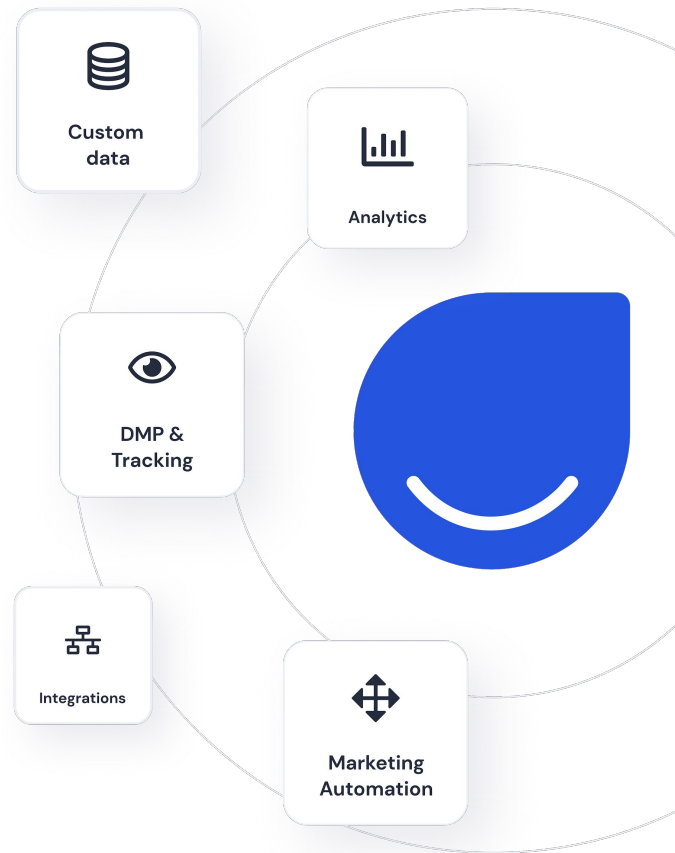 Custom
data
Analytics
DMP &
Tracking
Integrations
Marketing
Automation